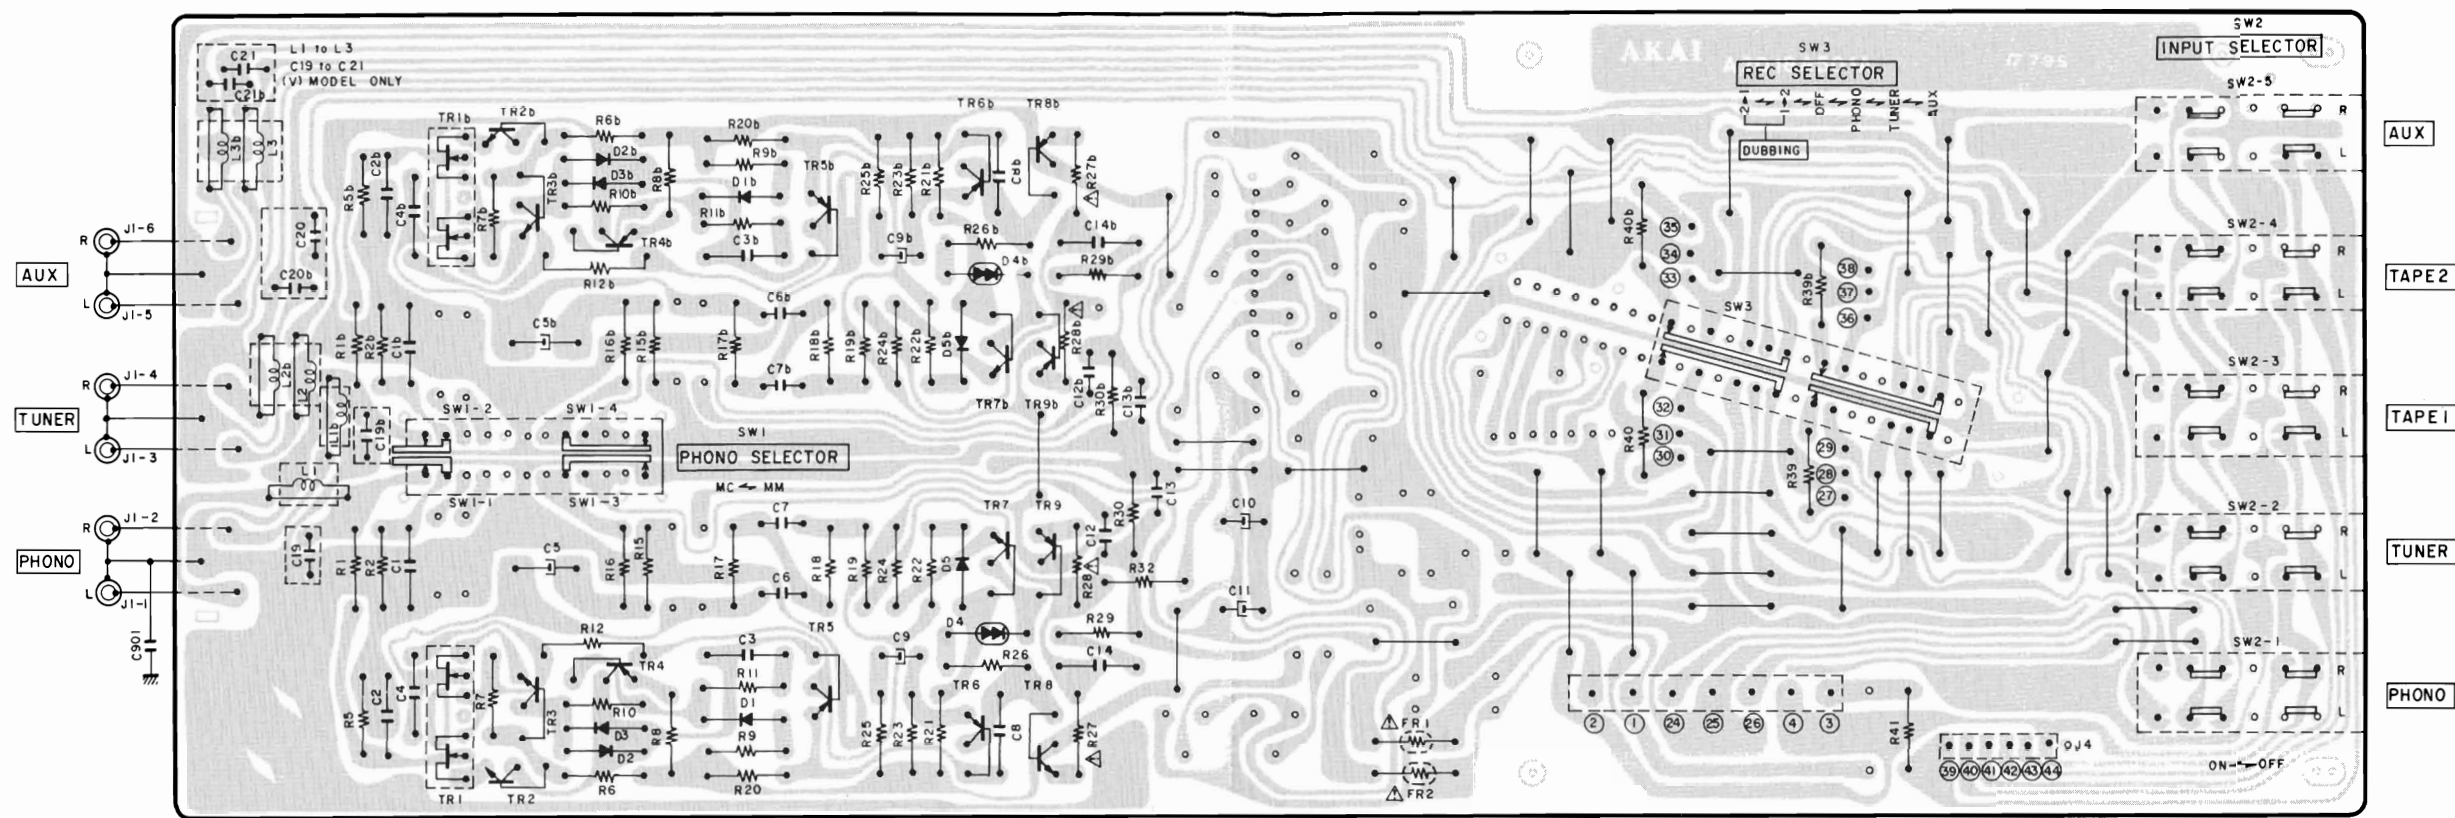 SW2
INPUT SELECTOR
SW2-5
AKAI
SW3
REC SELECTOR
2 1 1 2 OFF PHONO TUNER AUX
DUBBING
C21
C21b
L1 to L3
C19 to C21
(V) MODEL ONLY
L3b L3
TR1b TR2b R6b R20b TR6b TR8b
D2b R9b TR5b
D3b D1b
R10b R11b
R5b C2b C4b R7b TR3b R8b R25b R23b R21b C8b R27b
C20
C20b
TR4b C3b C9b R26b C14b
R12b D4b R29b
R J1-6
AUX
L J1-5
R40b 35
34
33
R39b 38
37
36
SW3
R L
AUX
SW2-4
R
L
TAPE2
R1b R2b C1b C5b R16b R15b R17b C6b R18b R19b R24b R22b D5b R28b
C7b
L2b L2 L1b C19b
C12b R30b C13b
TR7b TR9b
R J1-4
TUNER
L J1-3
SW1-2 SW1-4
SW1
PHONO SELECTOR
MC MM
SW1-1 SW1-3
32
R40 31
30
29
R39 28
27
SW2-3
R
L
TAPE1
R J1-2
PHONO
L J1-1
C901
C19 R1 R2 C1 C5 R16 R15 R17 C7 C6 R18 R19 R24 R22 D5 TR7 TR9 R28 C12 R30 C13
R32
C10
C11
SW2-2
R
L
TUNER
R12 TR4 C3 TR5 C9 D4 R29
R26 C14
R11
D1
R5 C2 C4 R7 TR3 R10 D3 D2 R8 R9 R25 R23 R21 TR6 C8 TR8 R27
TR1 TR2 R6 R20
FR1
FR2
2 1 24 25 26 4 3
R41
J4
39 40 41 42 43 44
SW2-1
R
L
PHONO
ON OFF